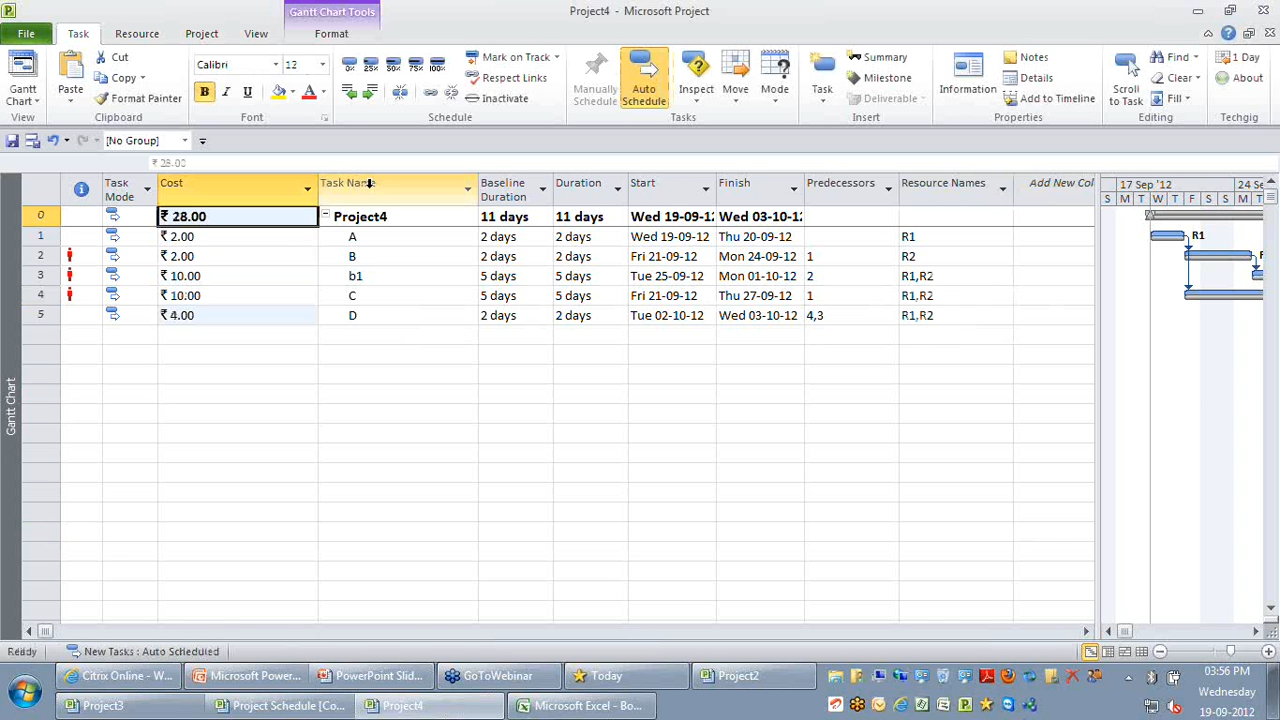 Gantt Chart Tools
Project4 - Microsoft Project
File Task Resource Project View Format
Gantt Chart
View
Paste
Cut
Copy
Format Painter
Clipboard
Calibri 12
B I U A
Font
0% 25% 50% 75% 100%
Mark on Track
Respect Links
Inactivate
Schedule
Manually Schedule
Auto Schedule
Inspect
Move
Mode
Tasks
Task
Summary
Milestone
Deliverable
Insert
Information
Notes
Details
Add to Timeline
Properties
Scroll to Task
Find
Clear
Fill
Editing
1 Day
About
Techgig
[No Group]
₹ 28.00
Task Mode Cost Task Name Baseline Duration Duration Start Finish Predecessors Resource Names Add New Col
17 Sep '12 24 Sep
S M T W T F S S M T
0 ₹ 28.00 Project4 11 days 11 days Wed 19-09-12 Wed 03-10-12
1 ₹ 2.00 A 2 days 2 days Wed 19-09-12 Thu 20-09-12 R1 R1
2 ₹ 2.00 B 2 days 2 days Fri 21-09-12 Mon 24-09-12 1 R2
3 ₹ 10.00 b1 5 days 5 days Tue 25-09-12 Mon 01-10-12 2 R1,R2
4 ₹ 10.00 C 5 days 5 days Fri 21-09-12 Thu 27-09-12 1 R1,R2
5 ₹ 4.00 D 2 days 2 days Tue 02-10-12 Wed 03-10-12 4,3 R1,R2
Gantt Chart
Ready New Tasks : Auto Scheduled
Citrix Online - W... Microsoft Power... PowerPoint Slid... GoToWebinar Today Project2
Project3 Project Schedule [Co... Project4 Microsoft Excel - Bo...
03:56 PM
Wednesday
19-09-2012